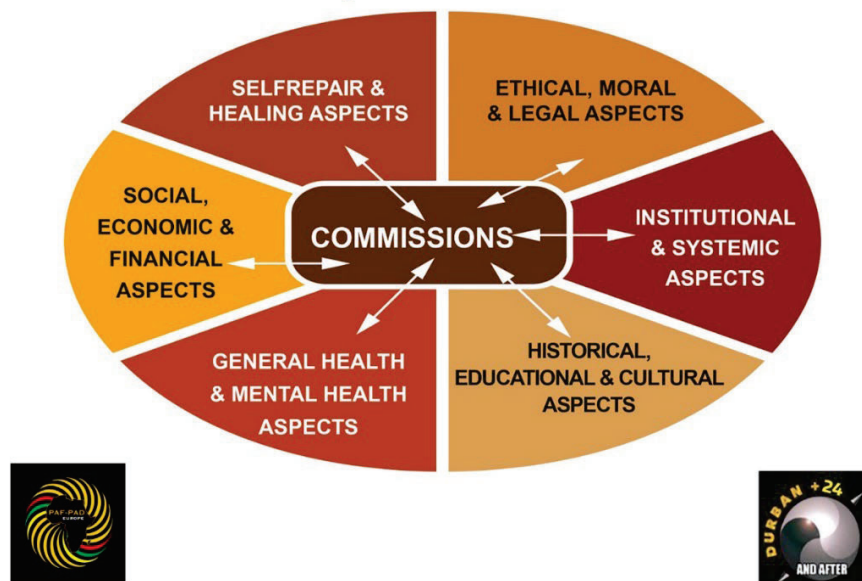 SELFREPAIR &
HEALING ASPECTS
ETHICAL, MORAL
& LEGAL ASPECTS
SOCIAL,
ECONOMIC &
FINANCIAL
ASPECTS
COMMISSIONS
INSTITUTIONAL
& SYSTEMIC
ASPECTS
GENERAL HEALTH
& MENTAL HEALTH
ASPECTS
HISTORICAL,
EDUCATIONAL & CULTURAL
ASPECTS
PAF-PAD
EUROPE
DURBAN +24
AND AFTER